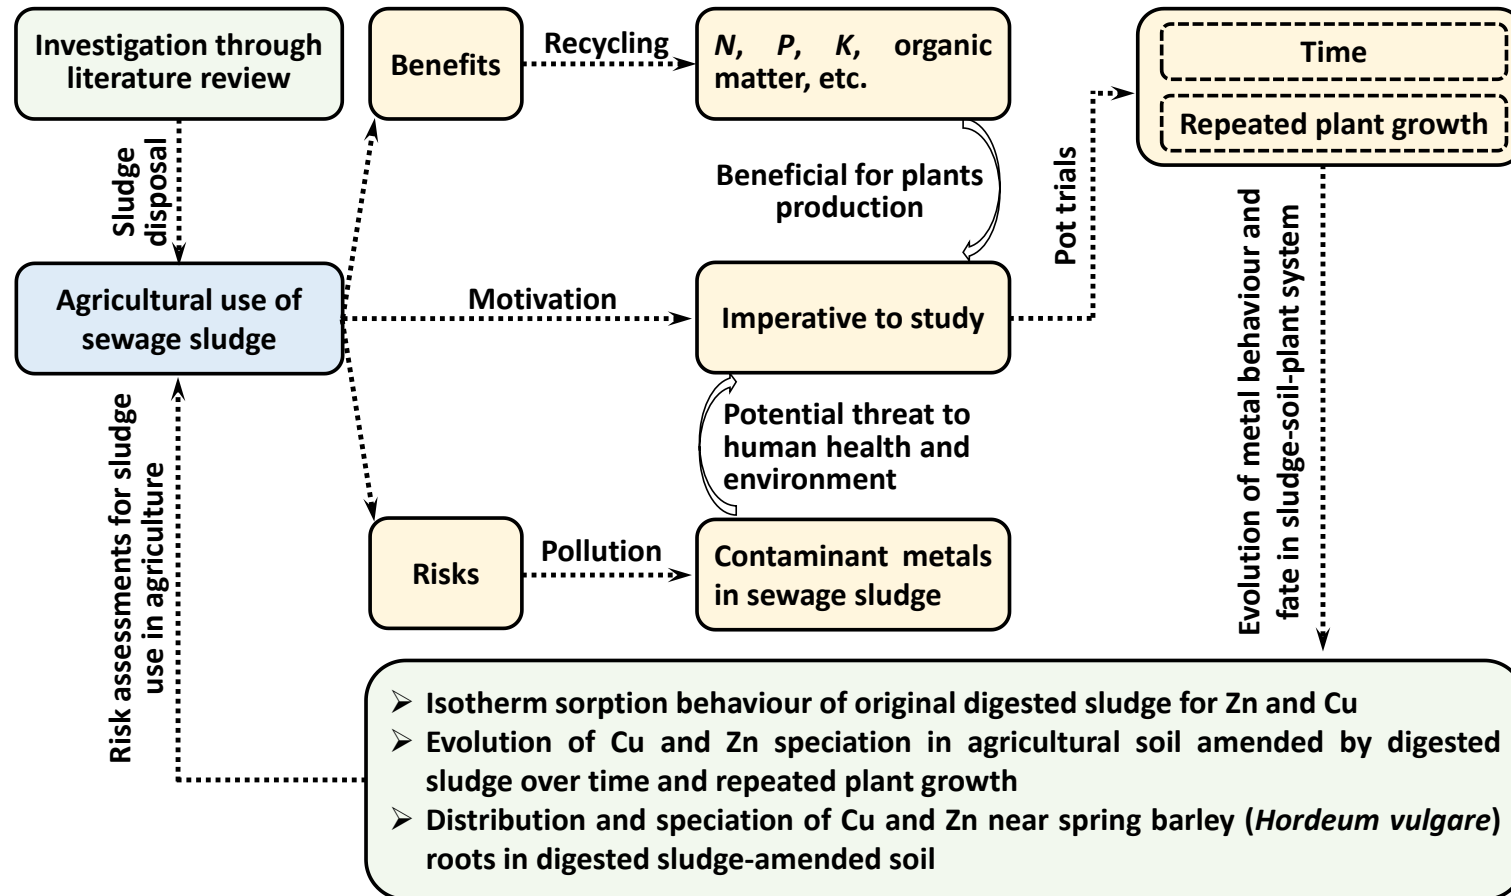 Investigation through
literature review
Benefits
Recycling
N, P, K, organic
matter, etc.
Time
Repeated plant growth
Sludge
disposal
Beneficial for plants
production
Pot trials
Agricultural use of
sewage sludge
Motivation
Imperative to study
Evolution of metal behaviour and
fate in sludge-soil-plant system
Potential threat to
human health and
environment
Risk assessments for sludge
use in agriculture
Risks
Pollution
Contaminant metals
in sewage sludge
➢ Isotherm sorption behaviour of original digested sludge for Zn and Cu
➢ Evolution of Cu and Zn speciation in agricultural soil amended by digested
sludge over time and repeated plant growth
➢ Distribution and speciation of Cu and Zn near spring barley (Hordeum vulgare)
roots in digested sludge-amended soil